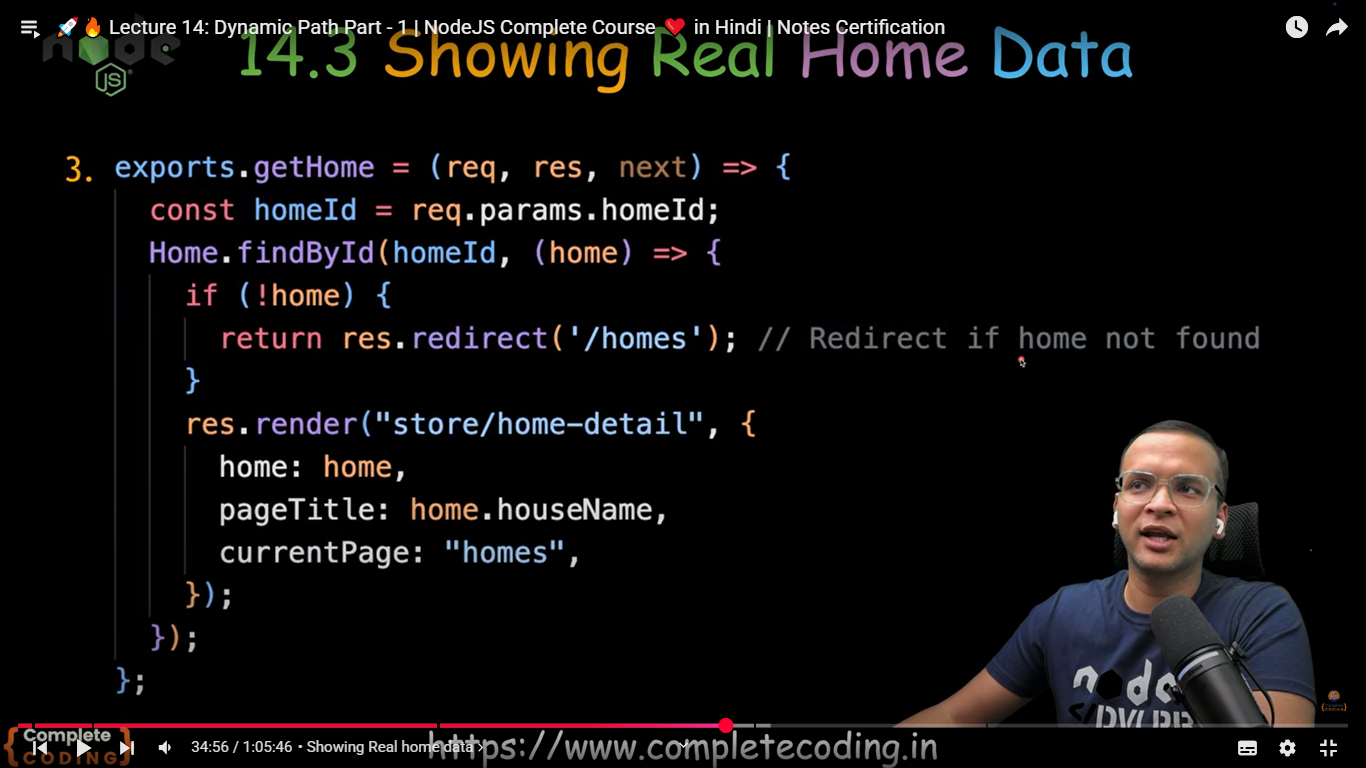 🚀🔥 Lecture 14: Dynamic Path Part - 1 | NodeJS Complete Course ❤️ in Hindi | Notes Certification
node
JS
14.3 Showing Real Home Data
3. exports.getHome = (req, res, next) => {
const homeId = req.params.homeId;
Home.findById(homeId, (home) => {
if (!home) {
return res.redirect('/homes'); // Redirect if home not found
}
res.render("store/home-detail", {
home: home,
pageTitle: home.houseName,
currentPage: "homes",
});
});
};
Complete
CODING
34:56 / 1:05:46 • Showing Real home data ›
https://www.completecoding.in